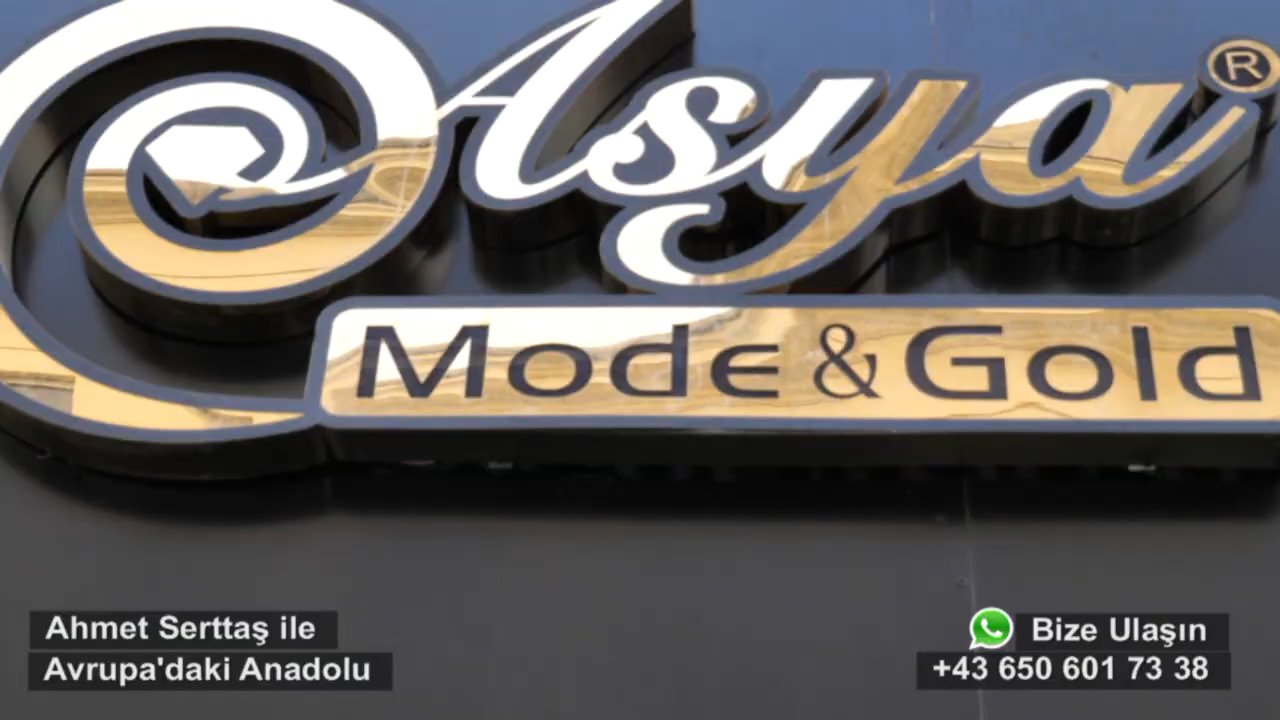 Asya®
Mode & Gold
Ahmet Serttaş ile
Avrupa'daki Anadolu
Bize Ulaşın
+43 650 601 73 38